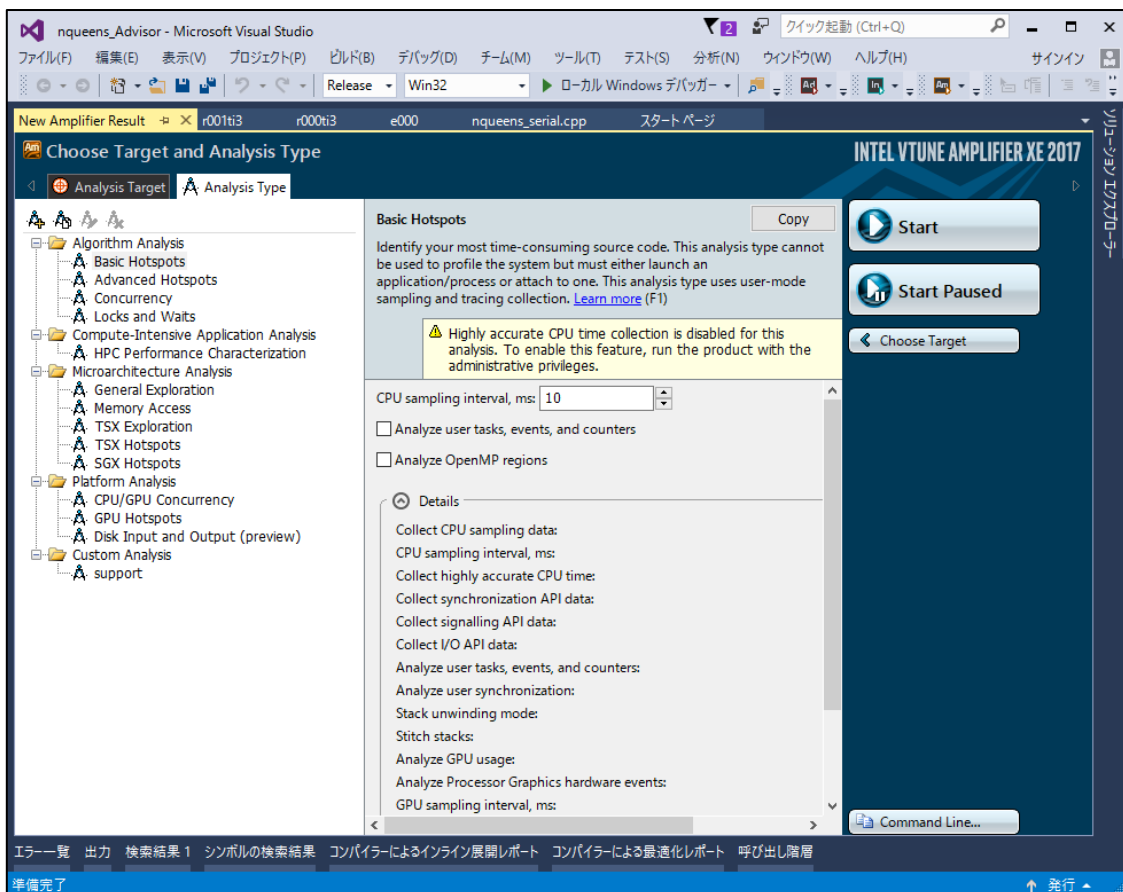 nqueens_Advisor - Microsoft Visual Studio
2
クイック起動 (Ctrl+Q)
ファイル(F) 編集(E) 表示(V) プロジェクト(P) ビルド(B) デバッグ(D) チーム(M) ツール(T) テスト(S) 分析(N) ウィンドウ(W) ヘルプ(H) サインイン
Release Win32 ローカル Windows デバッガー Ad In Am
New Amplifier Result r001ti3 r000ti3 e000 nqueens_serial.cpp スタート ページ
ソリューション エクスプローラー
Am Choose Target and Analysis Type
INTEL VTUNE AMPLIFIER XE 2017
Analysis Target Analysis Type
Algorithm Analysis
Basic Hotspots
Advanced Hotspots
Concurrency
Locks and Waits
Compute-Intensive Application Analysis
HPC Performance Characterization
Microarchitecture Analysis
General Exploration
Memory Access
TSX Exploration
TSX Hotspots
SGX Hotspots
Platform Analysis
CPU/GPU Concurrency
GPU Hotspots
Disk Input and Output (preview)
Custom Analysis
support
Basic Hotspots
Copy
Identify your most time-consuming source code. This analysis type cannot
be used to profile the system but must either launch an
application/process or attach to one. This analysis type uses user-mode
sampling and tracing collection. Learn more (F1)
Highly accurate CPU time collection is disabled for this
analysis. To enable this feature, run the product with the
administrative privileges.
CPU sampling interval, ms: 10
Analyze user tasks, events, and counters
Analyze OpenMP regions
Details
Collect CPU sampling data:
CPU sampling interval, ms:
Collect highly accurate CPU time:
Collect synchronization API data:
Collect signalling API data:
Collect I/O API data:
Analyze user tasks, events, and counters:
Analyze user synchronization:
Stack unwinding mode:
Stitch stacks:
Analyze GPU usage:
Analyze Processor Graphics hardware events:
GPU sampling interval, ms:
Start
Start Paused
Choose Target
Command Line...
エラー一覧 出力 検索結果 1 シンボルの検索結果 コンパイラーによるインライン展開レポート コンパイラーによる最適化レポート 呼び出し階層
準備完了
発行